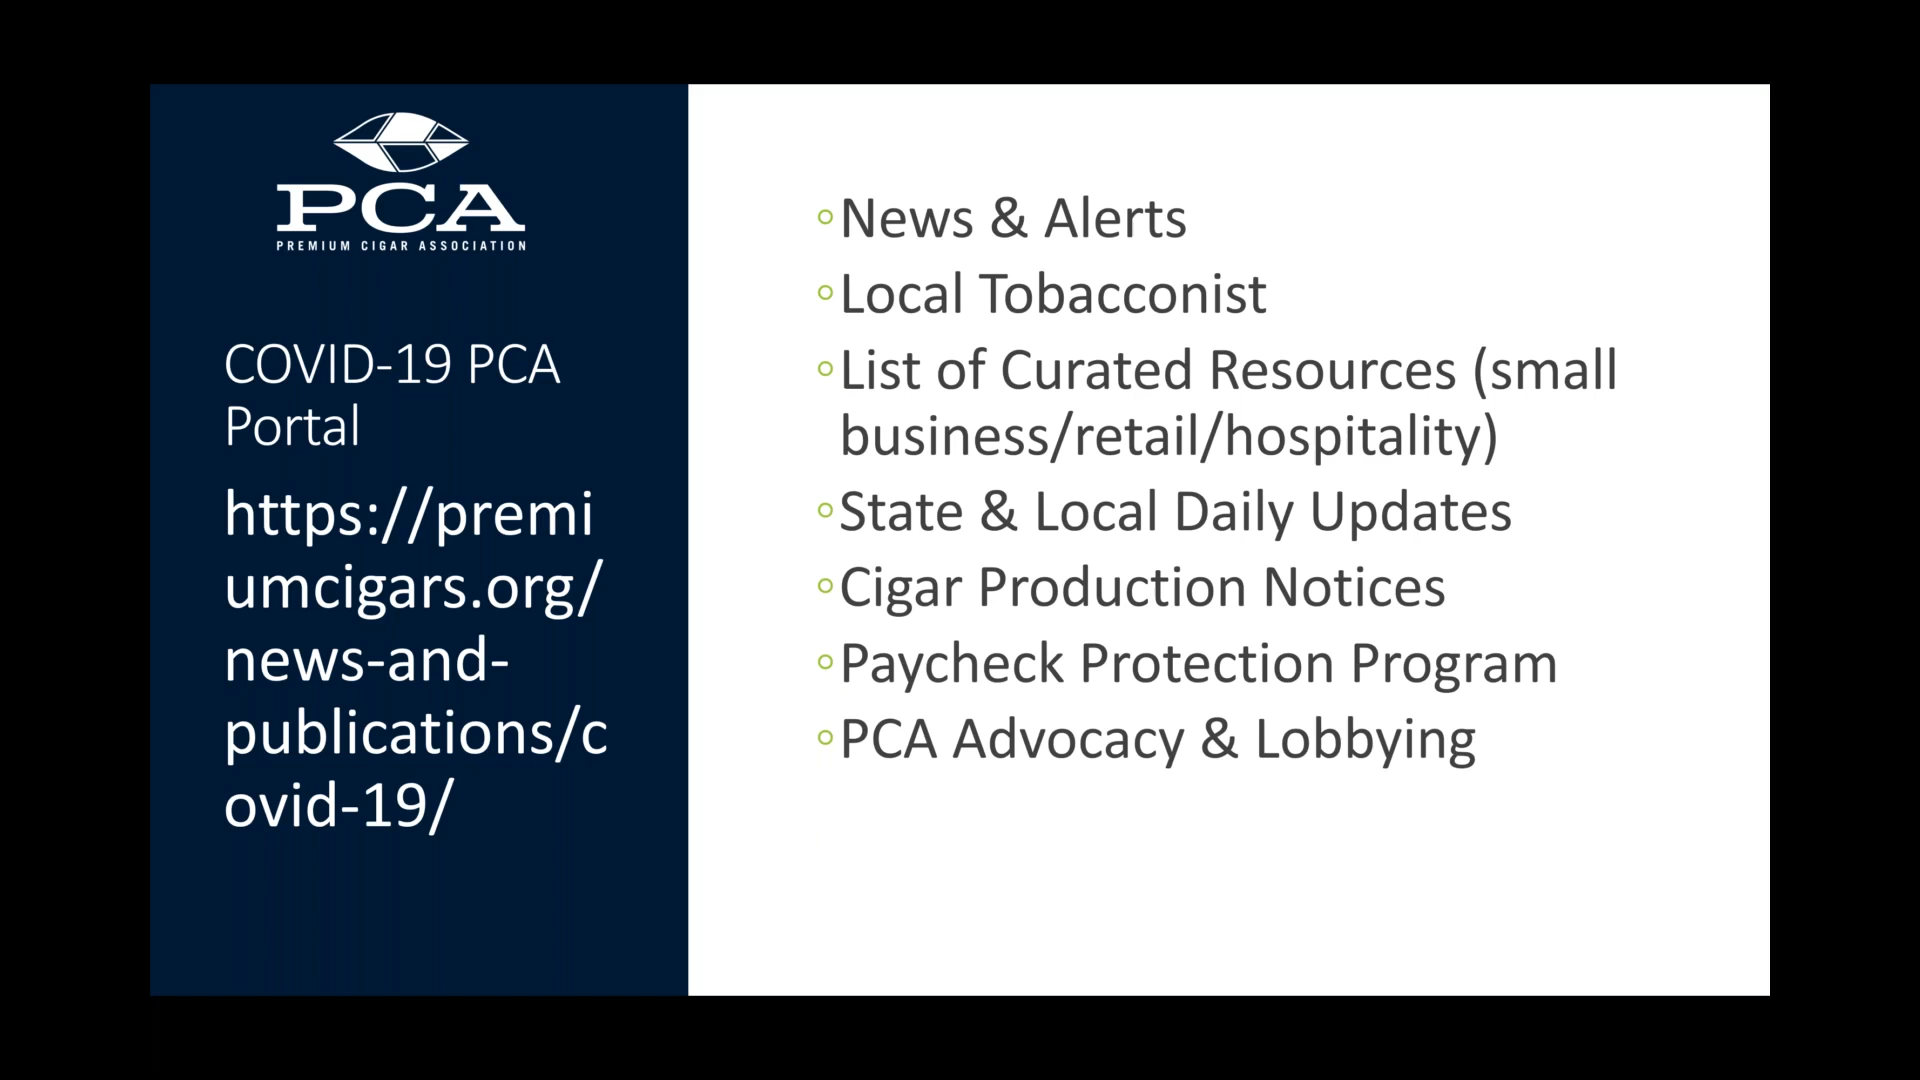 PCA
PREMIUM CIGAR ASSOCIATION
COVID-19 PCA
Portal
https://premi
umcigars.org/
news-and-
publications/c
ovid-19/
◦News & Alerts
◦Local Tobacconist
◦List of Curated Resources (small
business/retail/hospitality)
◦State & Local Daily Updates
◦Cigar Production Notices
◦Paycheck Protection Program
◦PCA Advocacy & Lobbying